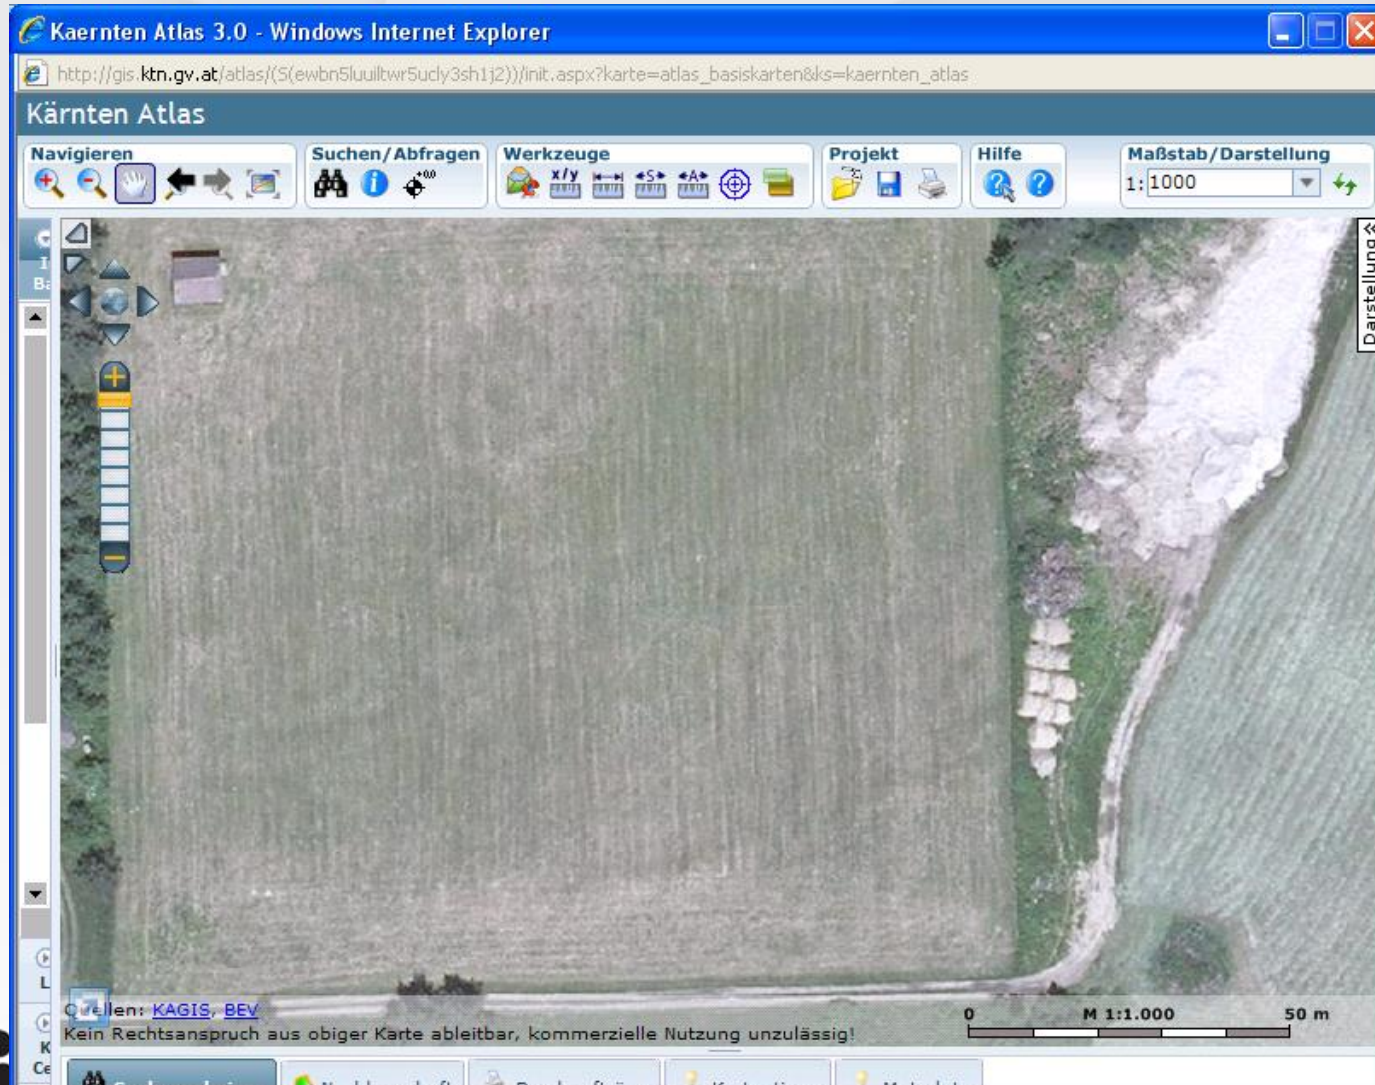 Kaernten Atlas 3.0 - Windows Internet Explorer
http://gis.ktn.gv.at/atlas/(S(ewbn5luuiltwr5ucly3sh1j2))/init.aspx?karte=atlas_basiskarten&ks=kaernten_atlas
Kärnten Atlas
Navigieren Suchen/Abfragen Werkzeuge Projekt Hilfe Maßstab/Darstellung
x/y S A
1: 1000
Darstellung
Quellen: KAGIS, BEV
Kein Rechtsanspruch aus obiger Karte ableitbar, kommerzielle Nutzung unzulässig!
0 M 1:1.000 50 m